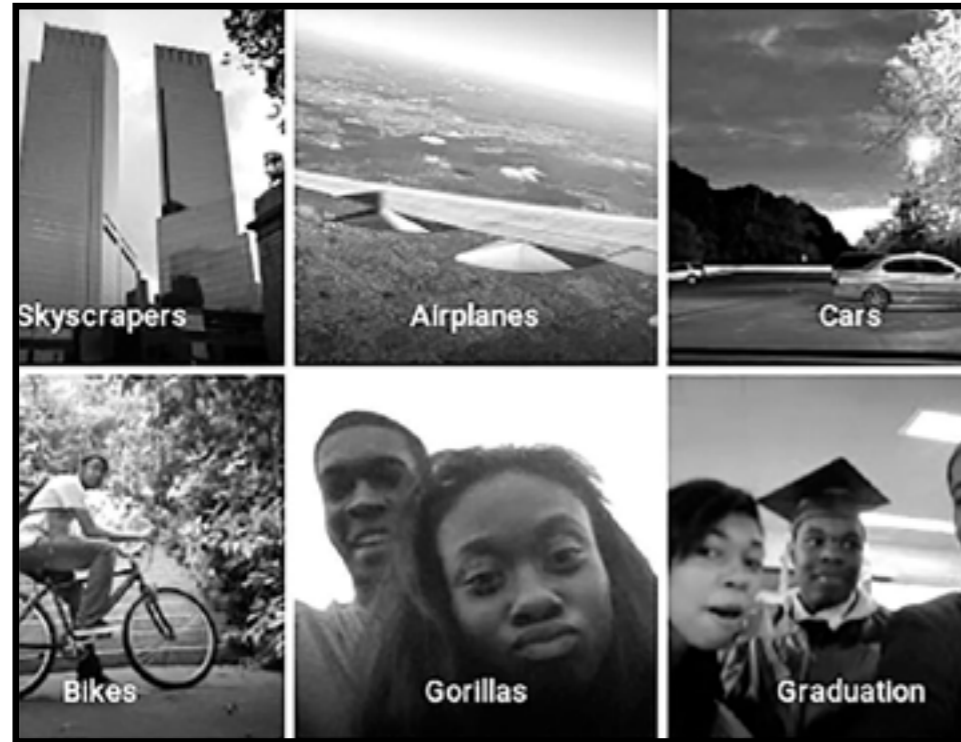 Skyscrapers
Airplanes
Cars
Bikes
Gorillas
Graduation